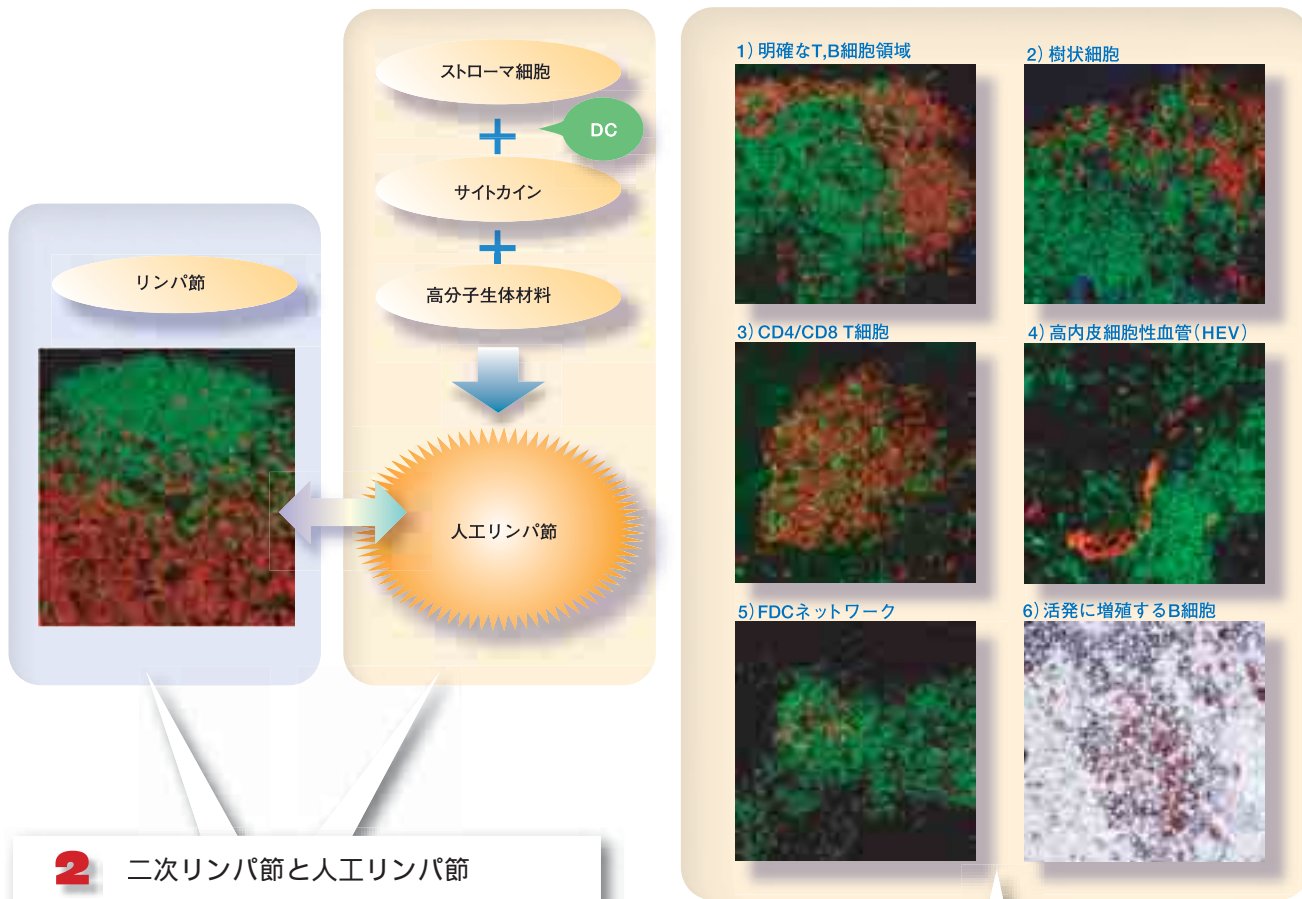 リンパ節
ストローマ細胞
+
DC
サイトカイン
+
高分子生体材料
人工リンパ節
2 二次リンパ節と人工リンパ節
1) 明確なT,B細胞領域
2) 樹状細胞
3) CD4/CD8 T細胞
4) 高内皮細胞性血管(HEV)
5) FDCネットワーク
6) 活発に増殖するB細胞